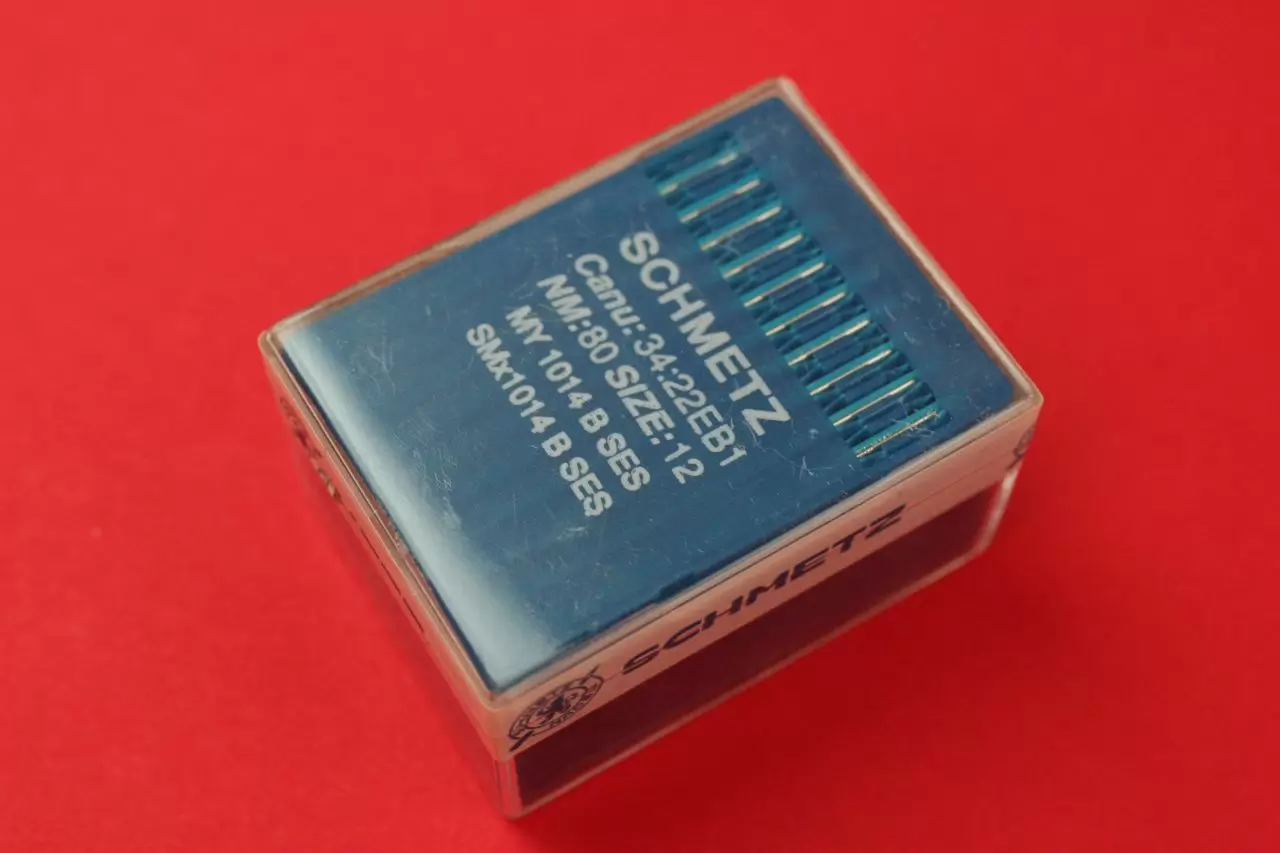 SCHMETZ
Canu: 34:22EB1
NM:80 SIZE:12
MY 1014 B SES
SMx1014 B SES
SCHMETZ